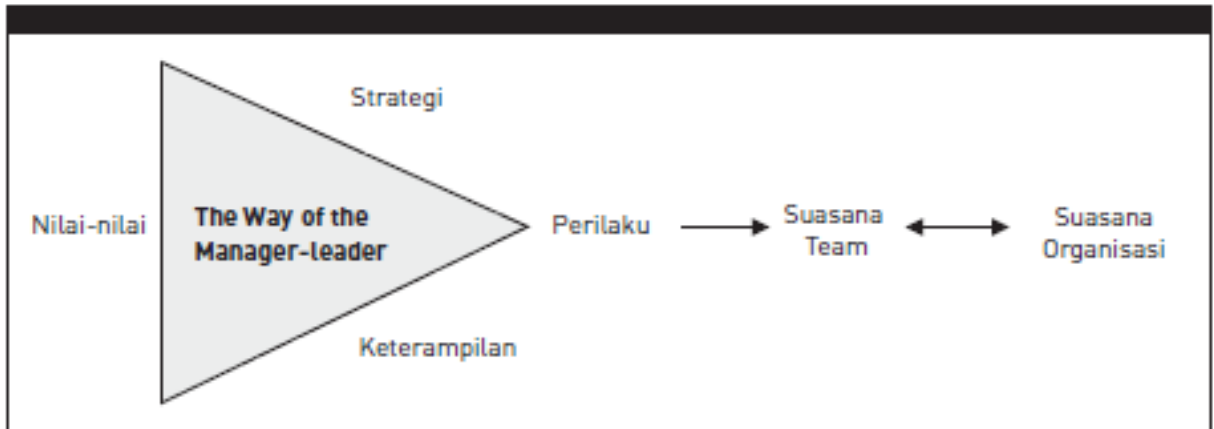 Strategi
Nilai-nilai
The Way of the
Manager-leader
Perilaku
Suasana
Team
Suasana
Organisasi
Keterampilan